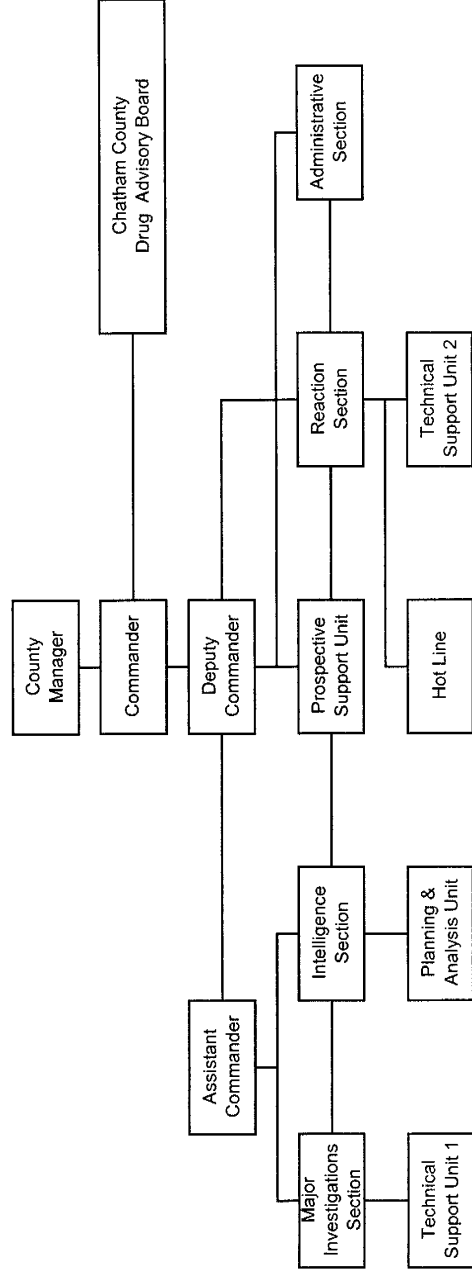 County
Manager
Commander
Chatham County
Drug Advisory Board
Assistant
Commander
Deputy
Commander
Major
Investigations
Section
Intelligence
Section
Prospective
Support Unit
Reaction
Section
Administrative
Section
Technical
Support Unit 1
Planning &
Analysis Unit
Hot Line
Technical
Support Unit 2